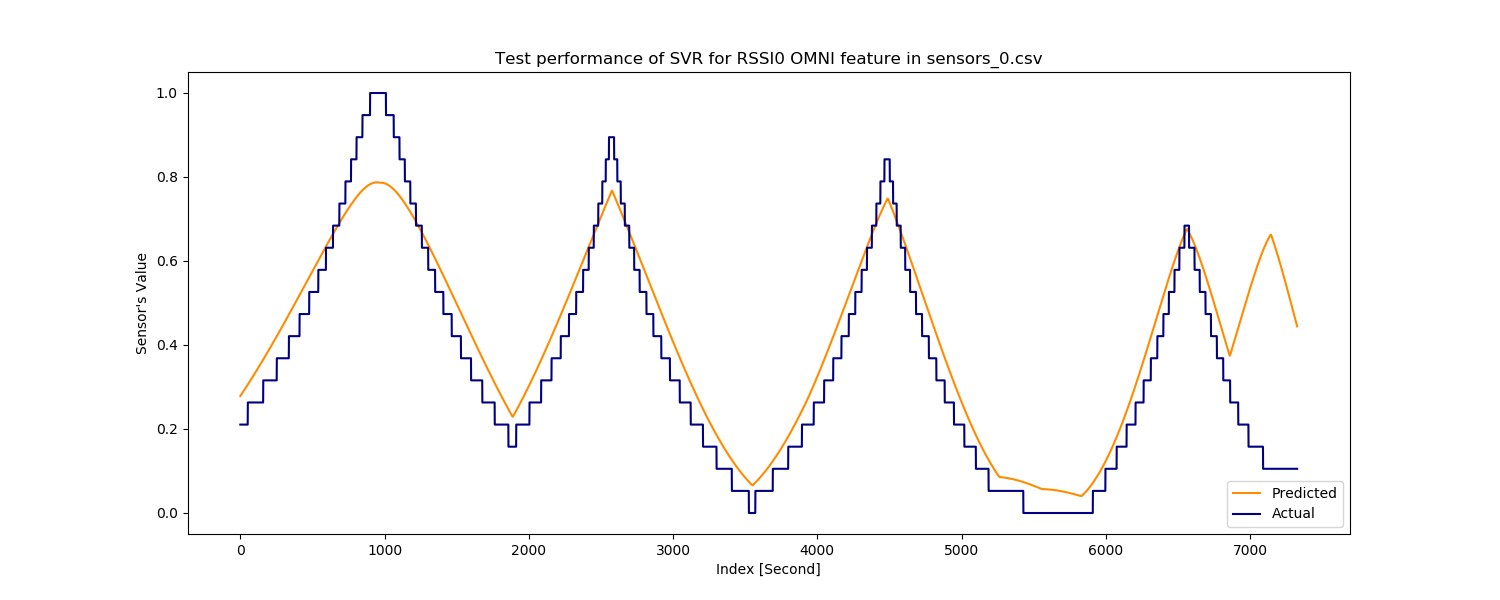 Test performance of SVR for RSSI0 OMNI feature in sensors_0.csv
1.0
0.8
0.6
0.4
0.2
0.0
Sensor's Value
0 1000 2000 3000 4000 5000 6000 7000
Index [Second]
Predicted
Actual